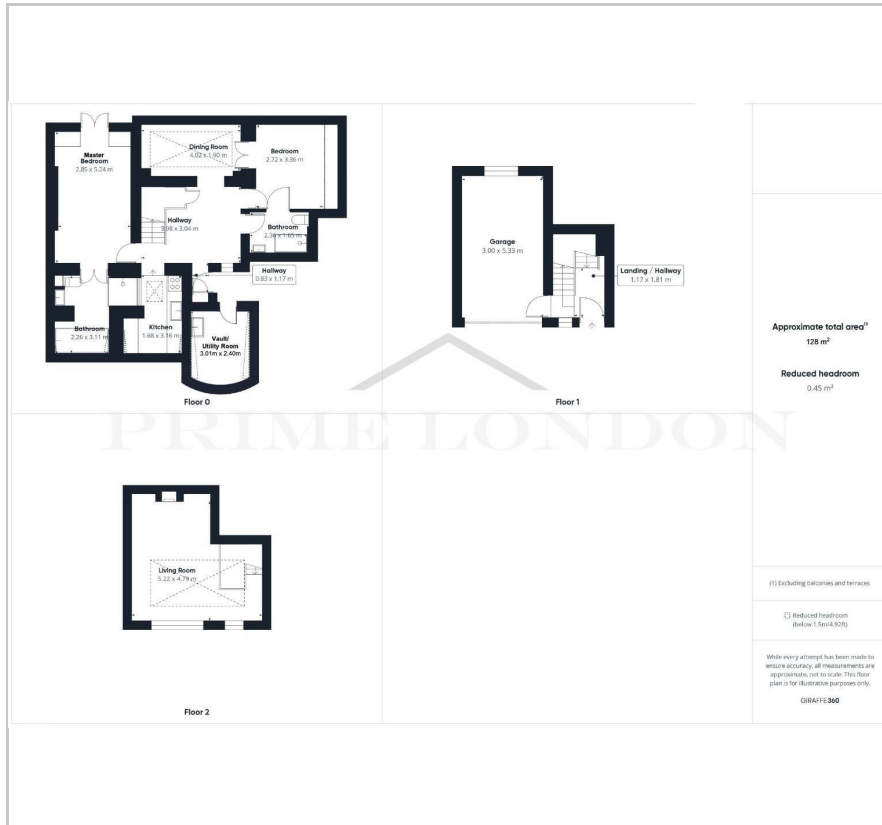 Master
Bedroom
2.85 x 5.24 m
Dining Room
4.02 x 1.90 m
Bedroom
2.72 x 3.36 m
Hallway
3.98 x 3.04 m
Bathroom
2.36 x 1.65 m
Hallway
0.83 x 1.17 m
Bathroom
2.26 x 3.11 m
Kitchen
1.68 x 3.16 m
Vault/
Utility Room
3.01m x 2.40m
Floor 0
Garage
3.00 x 5.33 m
Landing / Hallway
1.17 x 1.81 m
Floor 1
PRIME LONDON
Living Room
5.22 x 4.79 m
Floor 2
Approximate total area(1)
128 m²
Reduced headroom
0.45 m²
(1) Excluding balconies and terraces
Reduced headroom
(below 1.5m/4.92ft)
While every attempt has been made to
ensure accuracy, all measurements are
approximate, not to scale. This floor
plan is for illustrative purposes only.
GIRAFFE360